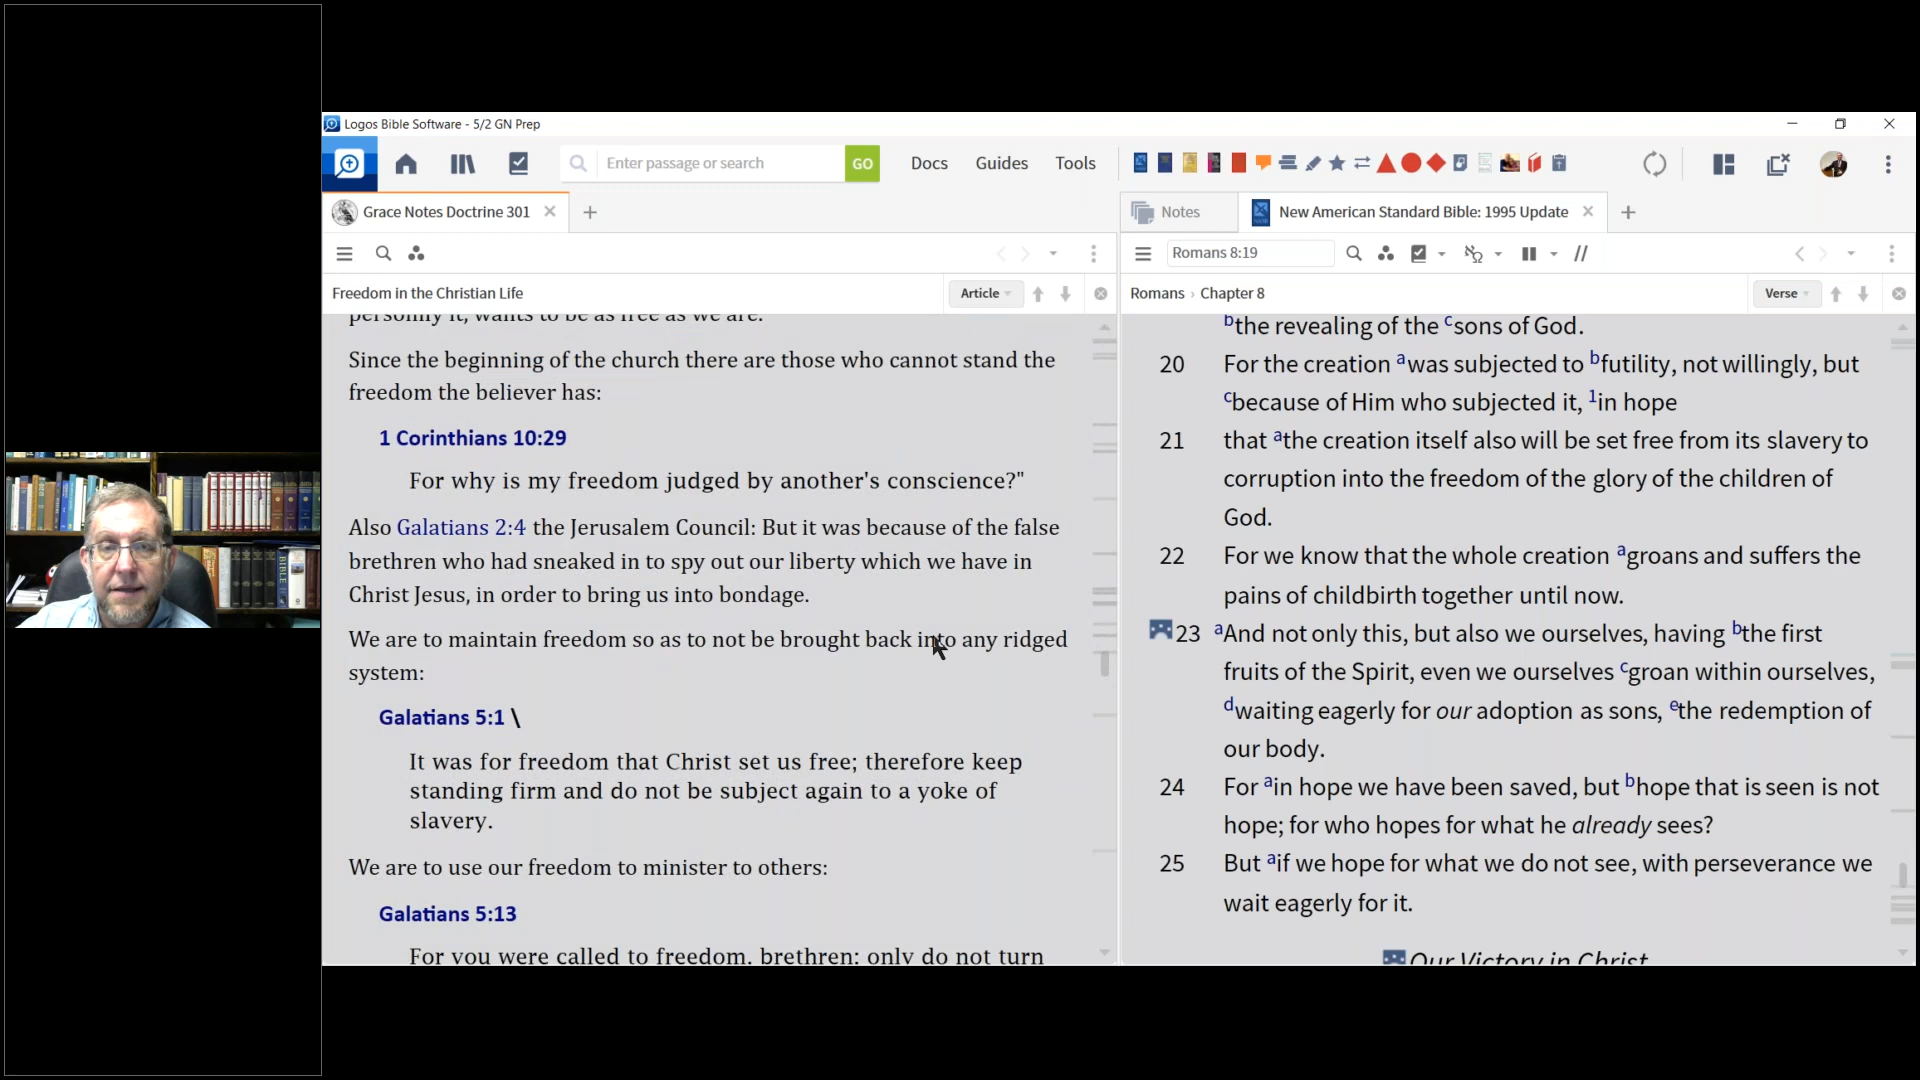 Logos Bible Software - 5/2 GN Prep
Enter passage or search
GO
Docs
Guides
Tools
Grace Notes Doctrine 301
Freedom in the Christian Life
Article
personify it, wants to be as free as we are.
Since the beginning of the church there are those who cannot stand the
freedom the believer has:
1 Corinthians 10:29
For why is my freedom judged by another's conscience?"
Also Galatians 2:4 the Jerusalem Council: But it was because of the false
brethren who had sneaked in to spy out our liberty which we have in
Christ Jesus, in order to bring us into bondage.
We are to maintain freedom so as to not be brought back into any ridged
system:
Galatians 5:1 \
It was for freedom that Christ set us free; therefore keep
standing firm and do not be subject again to a yoke of
slavery.
We are to use our freedom to minister to others:
Galatians 5:13
For you were called to freedom, brethren; only do not turn
Notes
New American Standard Bible: 1995 Update
Romans 8:19
Romans › Chapter 8
Verse
bthe revealing of the csons of God.
20 For the creation awas subjected to bfutility, not willingly, but
cbecause of Him who subjected it, 1in hope
21 that athe creation itself also will be set free from its slavery to
corruption into the freedom of the glory of the children of
God.
22 For we know that the whole creation agroans and suffers the
pains of childbirth together until now.
23 aAnd not only this, but also we ourselves, having bthe first
fruits of the Spirit, even we ourselves cgroan within ourselves,
dwaiting eagerly for our adoption as sons, ethe redemption of
our body.
24 For ain hope we have been saved, but bhope that is seen is not
hope; for who hopes for what he already sees?
25 But aif we hope for what we do not see, with perseverance we
wait eagerly for it.
Our Victory in Christ
BIBLE